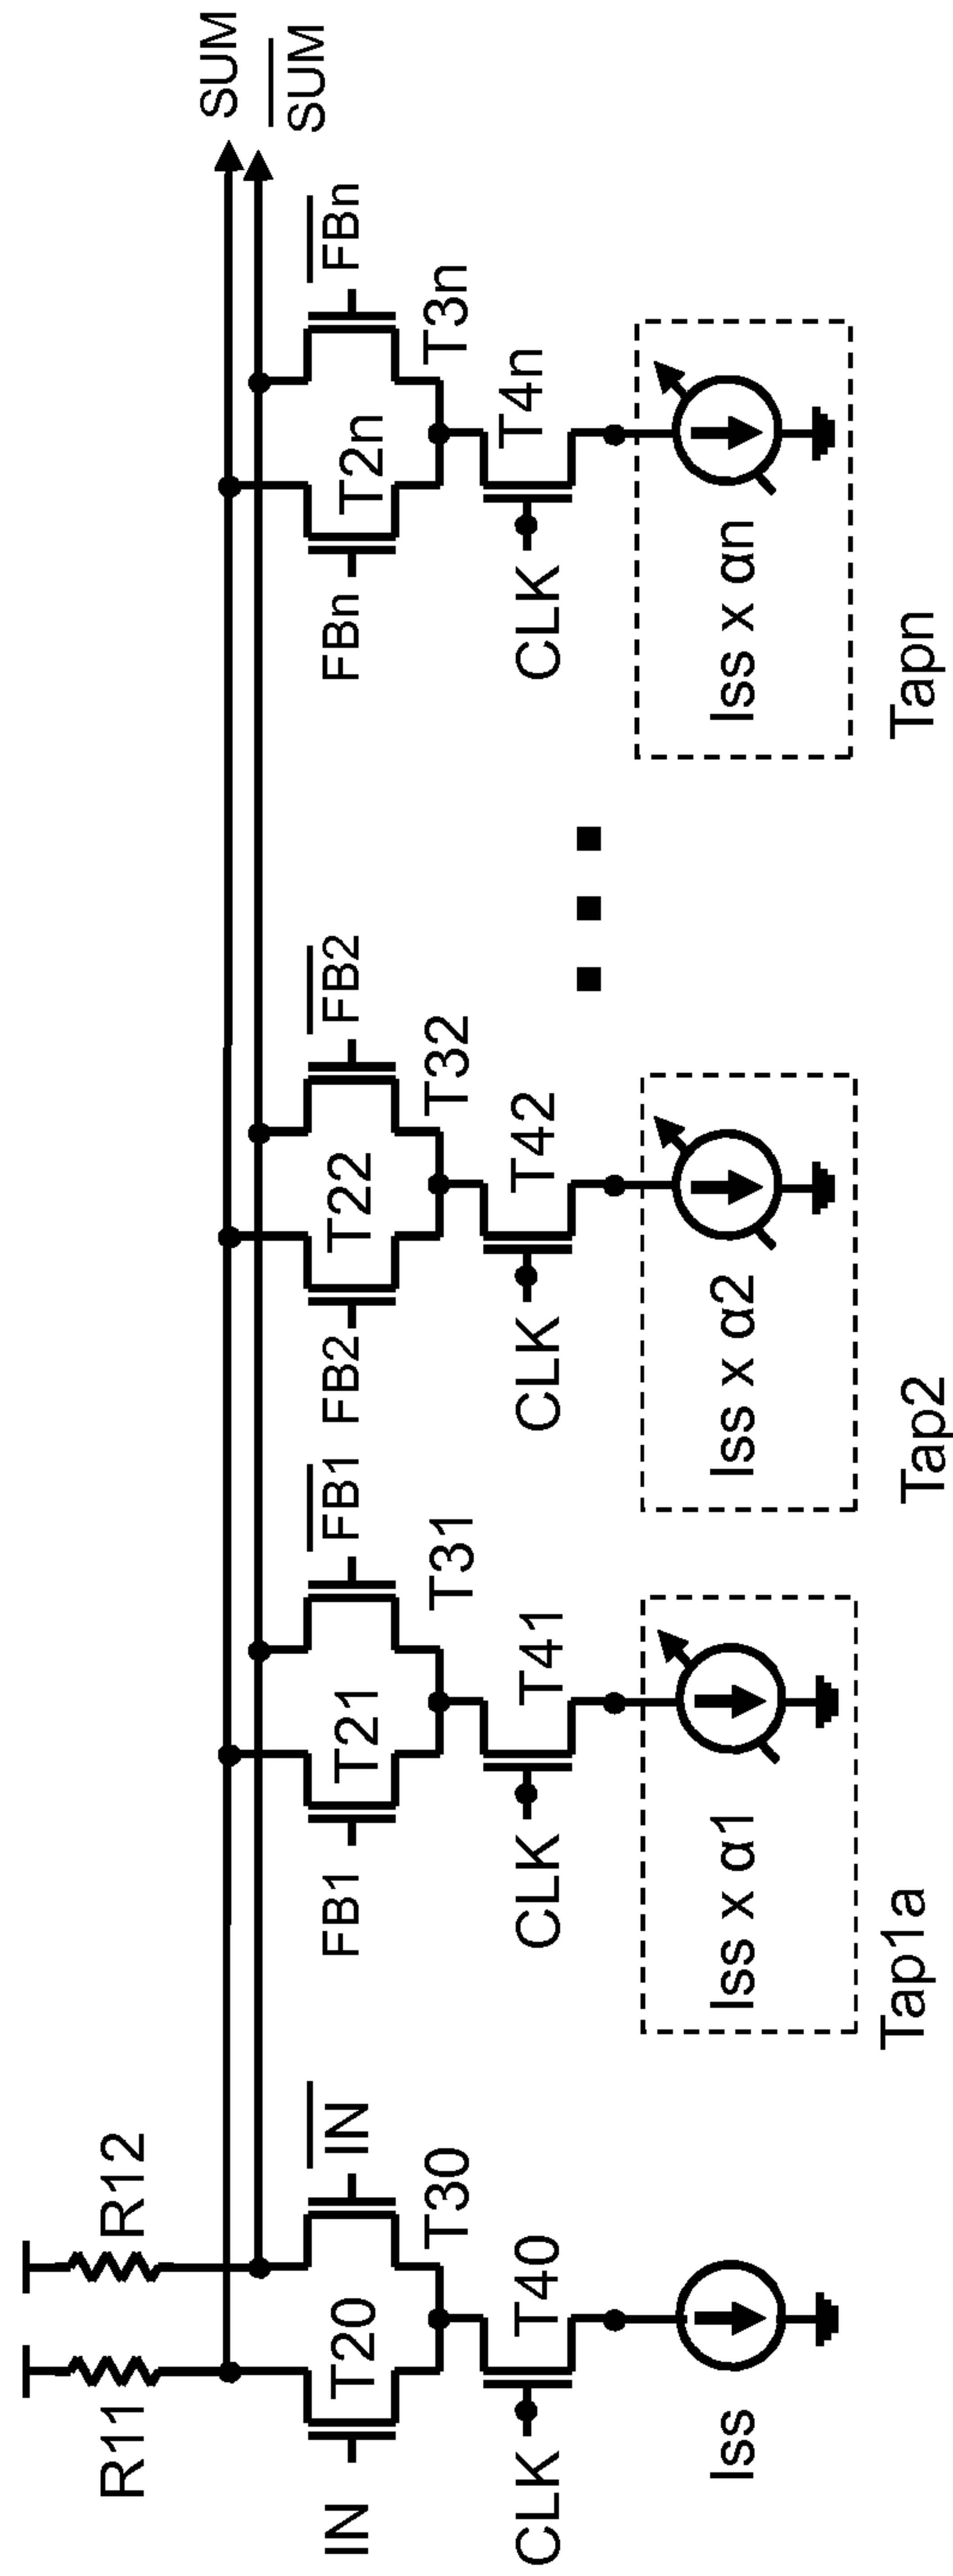 SUM
SUM
R11
R12
IN
T20
IN
T30
CLK
T40
Iss
FB1
T21
FB1
T31
CLK
T41
Iss x α1
Tap1a
FB2
T22
FB2
T32
CLK
T42
Iss x α2
Tap2
FBn
T2n
FBn
T3n
CLK
T4n
Iss x αn
Tapn